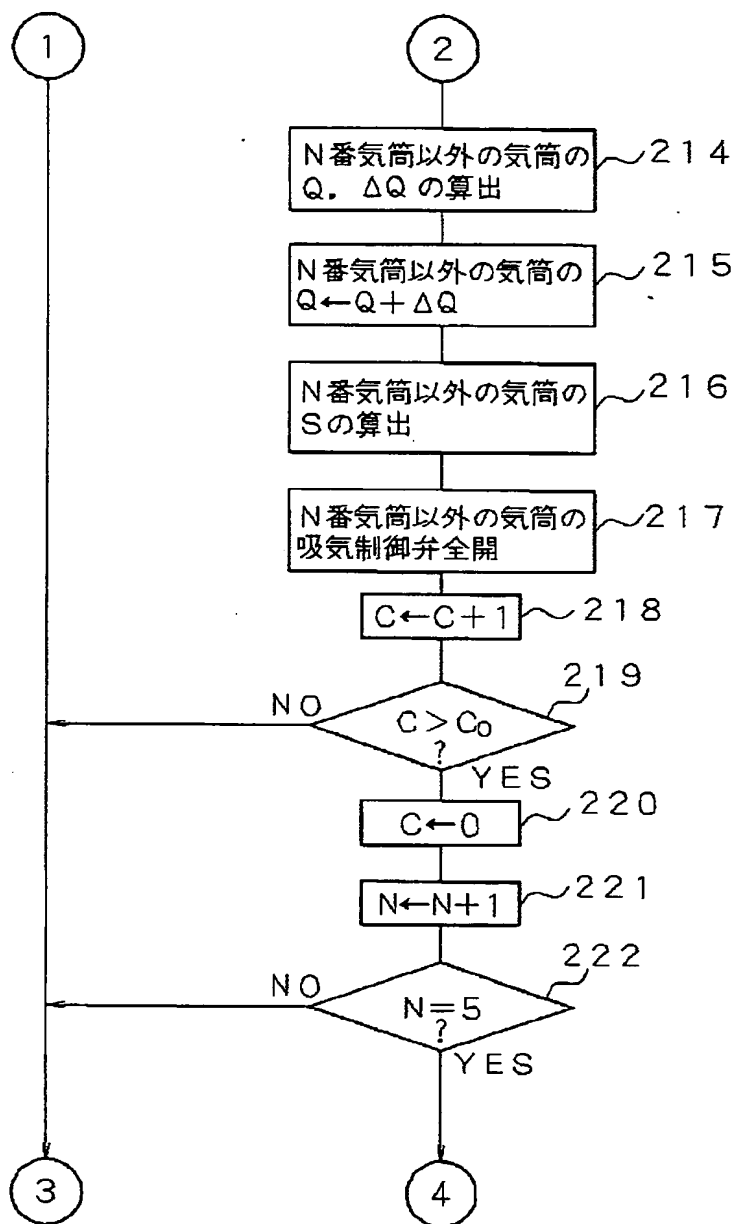 1
2
N番気筒以外の気筒の
Q，ΔQの算出
214
N番気筒以外の気筒の
Q←Q＋ΔQ
215
N番気筒以外の気筒の
Sの算出
216
N番気筒以外の気筒の
吸気制御弁全開
217
C←C＋1
218
219
NO
C＞C₀
?
YES
C←0
220
N←N＋1
221
222
NO
N＝5
?
YES
3
4